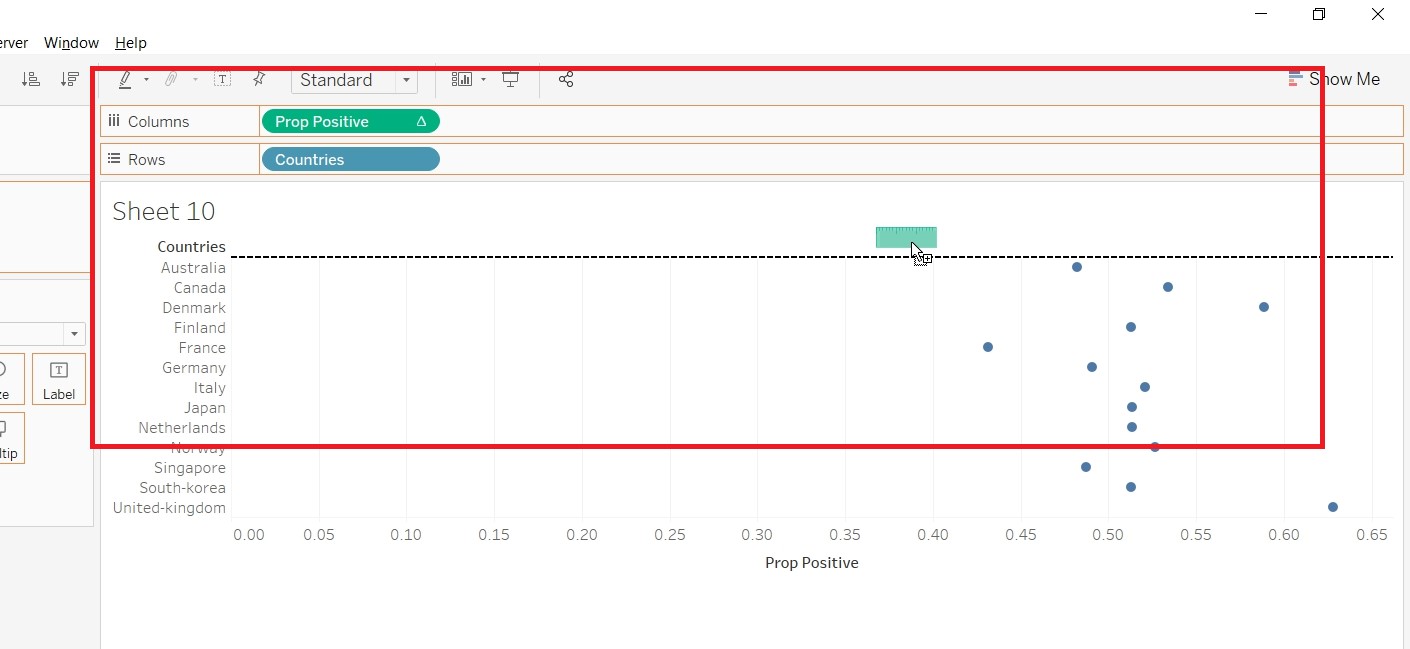 erver Window Help
Standard Show Me
Columns Prop Positive Δ
Rows Countries
Sheet 10
Countries
Australia
Canada
Denmark
Finland
France
Germany
Italy
Japan
Netherlands
Norway
Singapore
South-korea
United-kingdom
0.00 0.05 0.10 0.15 0.20 0.25 0.30 0.35 0.40 0.45 0.50 0.55 0.60 0.65
Prop Positive
ze
T
Label
ltip